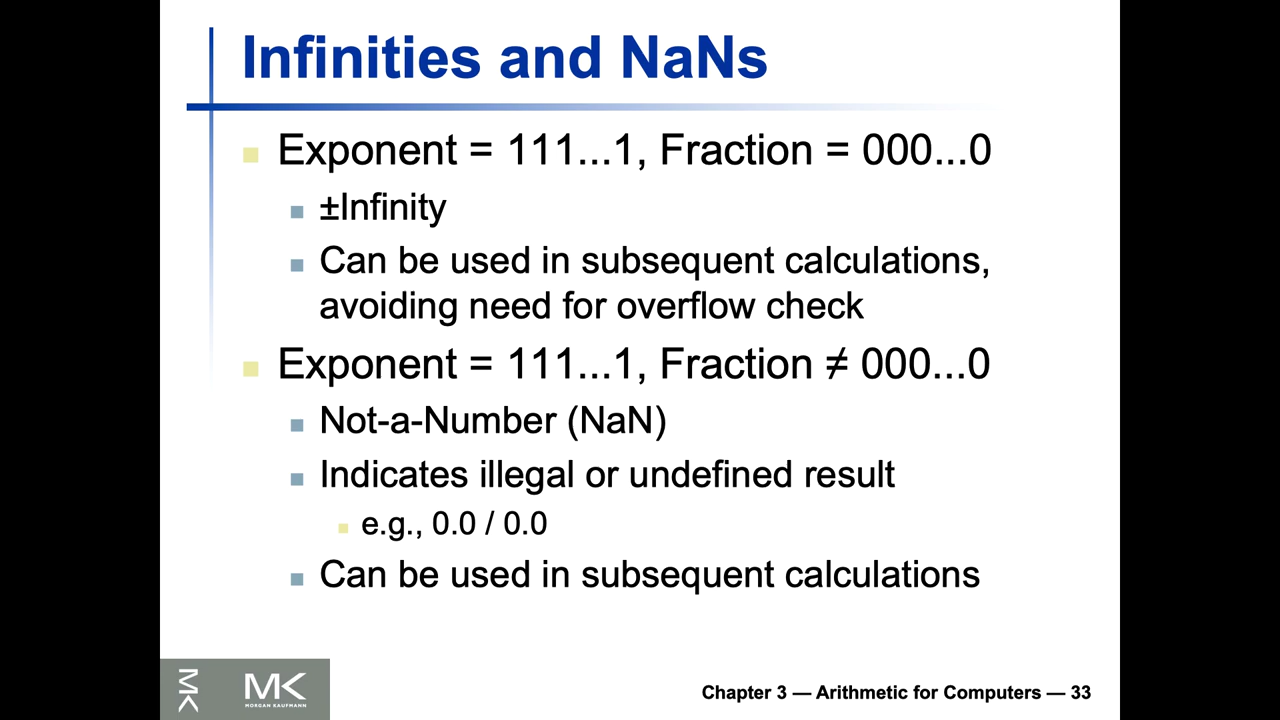 Infinities and NaNs
Exponent = 111...1, Fraction = 000...0
±Infinity
Can be used in subsequent calculations,
avoiding need for overflow check
Exponent = 111...1, Fraction ≠ 000...0
Not-a-Number (NaN)
Indicates illegal or undefined result
e.g., 0.0 / 0.0
Can be used in subsequent calculations
MK
MK
MORGAN KAUFMANN
Chapter 3 — Arithmetic for Computers — 33